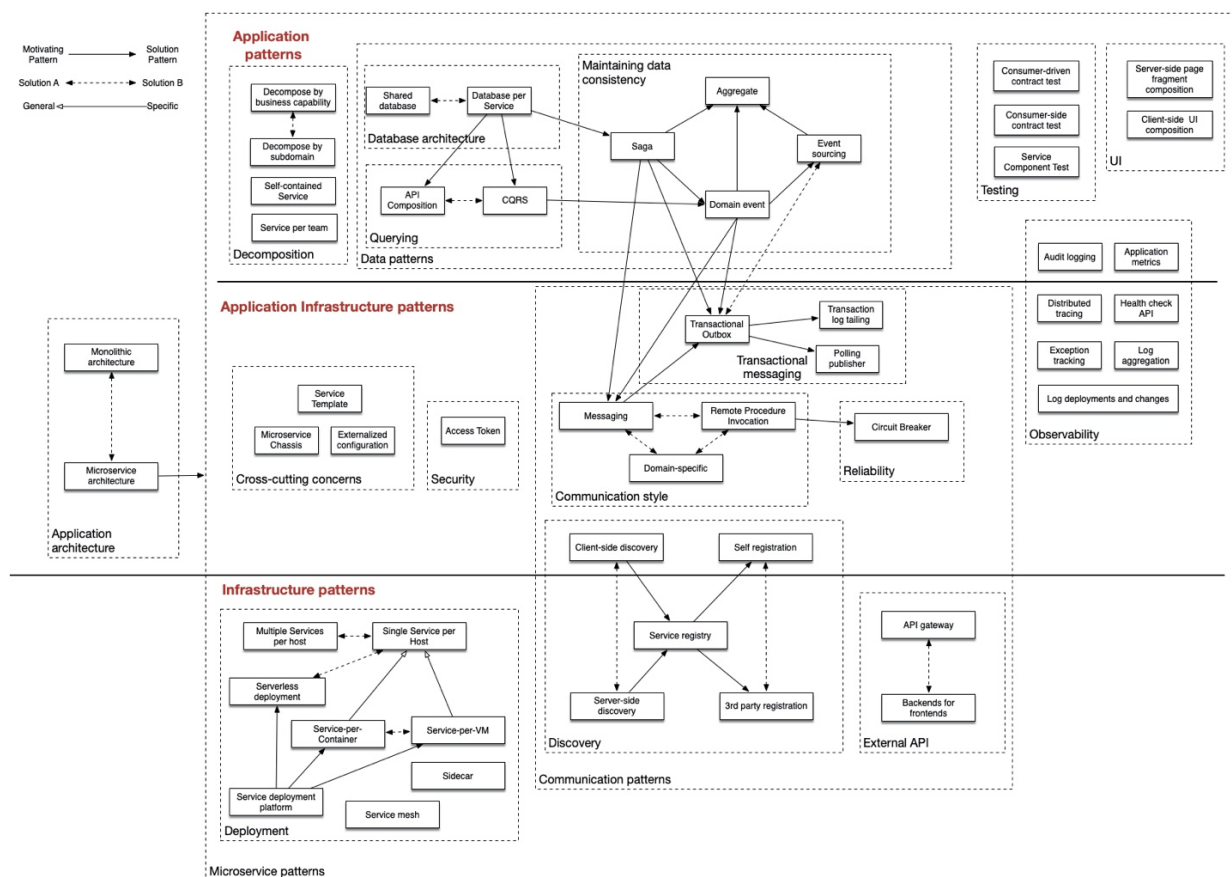 Motivating
Pattern
Solution
Pattern
Solution A
Solution B
General
Specific
Application
patterns
Decompose by
business capability
Decompose by
subdomain
Self-contained
Service
Service per team
Decomposition
Shared
database
Database per
Service
Database architecture
API
Composition
CQRS
Querying
Data patterns
Maintaining data
consistency
Aggregate
Saga
Event
sourcing
Domain event
Consumer-driven
contract test
Consumer-side
contract test
Service
Component Test
Testing
Server-side page
fragment
composition
Client-side UI
composition
UI
Audit logging
Application
metrics
Distributed
tracing
Health check
API
Exception
tracking
Log
aggregation
Log deployments and changes
Observability
Application Infrastructure patterns
Monolithic
architecture
Microservice
architecture
Application
architecture
Service
Template
Microservice
Chassis
Externalized
configuration
Cross-cutting concerns
Access Token
Security
Transactional
Outbox
Transaction
log tailing
Polling
publisher
Transactional
messaging
Messaging
Remote Procedure
Invocation
Domain-specific
Communication style
Circuit Breaker
Reliability
Client-side discovery
Self registration
Service registry
Server-side
discovery
3rd party registration
Discovery
Communication patterns
API gateway
Backends for
frontends
External API
Infrastructure patterns
Multiple Services
per host
Single Service per
Host
Serverless
deployment
Service-per-
Container
Service-per-VM
Sidecar
Service deployment
platform
Service mesh
Deployment
Microservice patterns